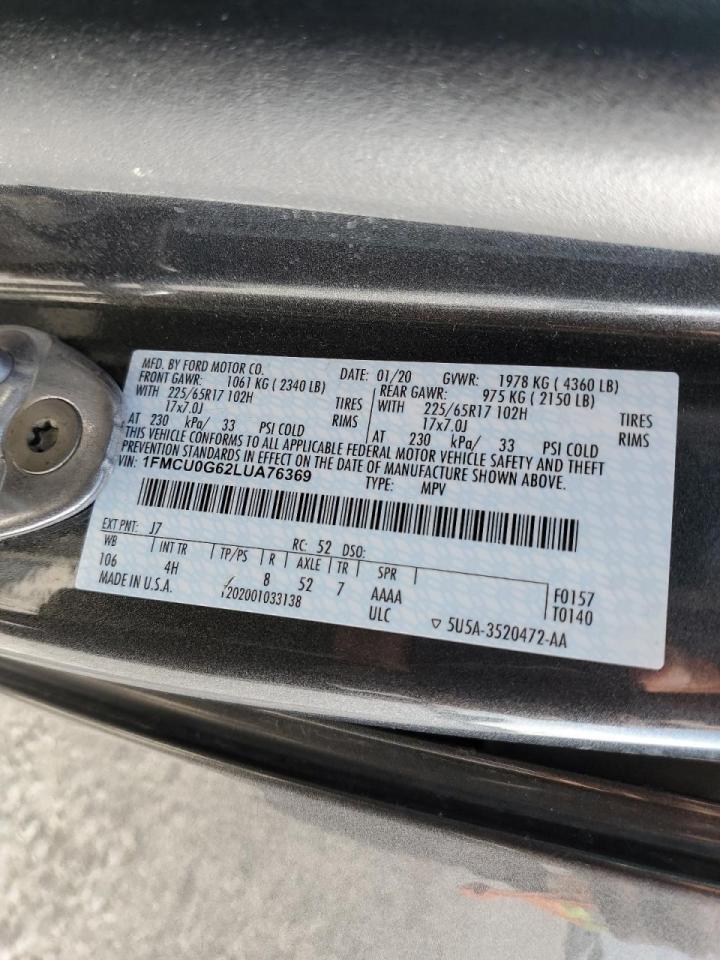 MFD. BY FORD MOTOR CO. DATE: 01/20 GVWR: 1978 KG ( 4360 LB)
FRONT GAWR: 1061 KG ( 2340 LB) REAR GAWR: 975 KG ( 2150 LB)
WITH 225/65R17 102H TIRES WITH 225/65R17 102H TIRES
17x7.0J RIMS 17x7.0J RIMS
AT 230 kPa/ 33 PSI COLD AT 230 kPa/ 33 PSI COLD
THIS VEHICLE CONFORMS TO ALL APPLICABLE FEDERAL MOTOR VEHICLE SAFETY AND THEFT
PREVENTION STANDARDS IN EFFECT ON THE DATE OF MANUFACTURE SHOWN ABOVE.
VIN: 1FMCU0G62LUA76369 TYPE: MPV
EXT PNT: J7 RC: 52 DSO:
WB INT TR TP/PS R AXLE TR SPR
106 4H 8 52 7 AAAA F0157
MADE IN U.S.A. T0140
ULC
5U5A-3520472-AA